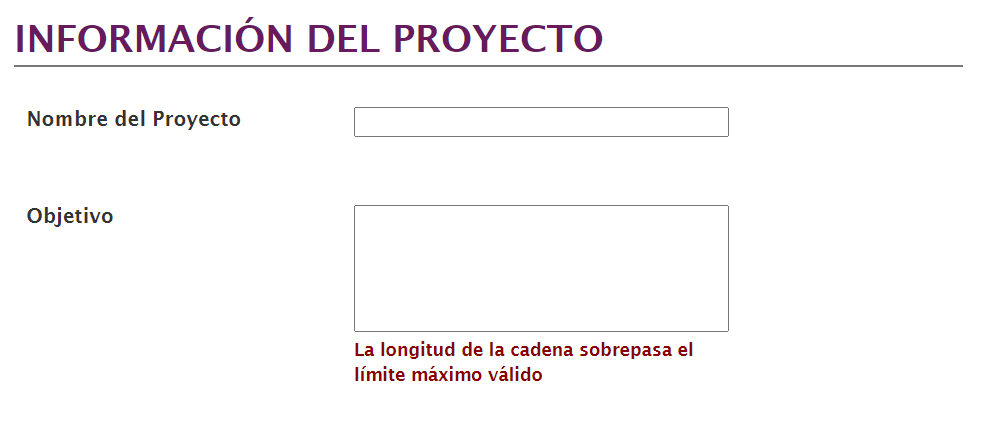 INFORMACIÓN DEL PROYECTO
Nombre del Proyecto
Objetivo
La longitud de la cadena sobrepasa el
límite máximo válido